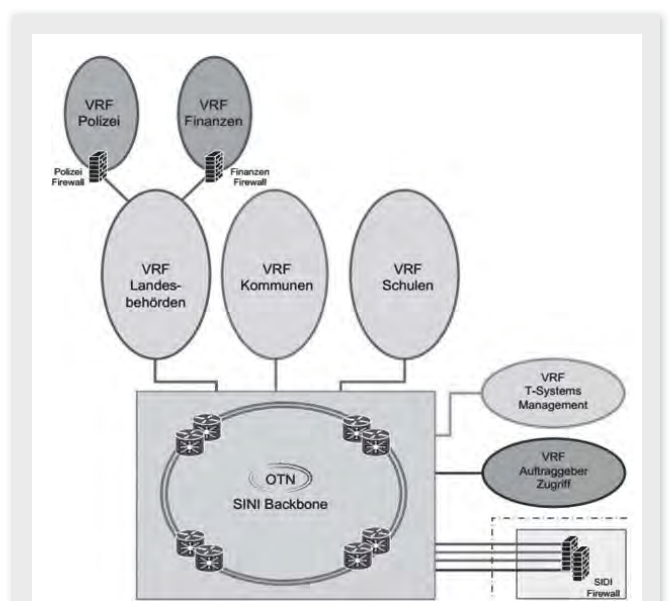 VRF
Polizei
VRF
Finanzen
Polizei
Firewall
Finanzen
Firewall
VRF
Landes-
behörden
VRF
Kommunen
VRF
Schulen
VRF
T-Systems
Management
VRF
Auftraggeber
Zugriff
OTN
SINI Backbone
SIDI
Firewall